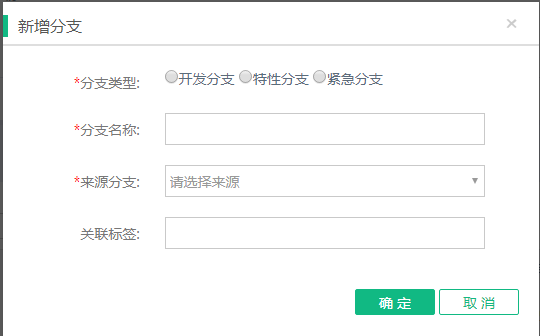 新增分支 ×
*分支类型: 开发分支 特性分支 紧急分支
*分支名称:
*来源分支: 请选择来源
关联标签:
确 定 取 消